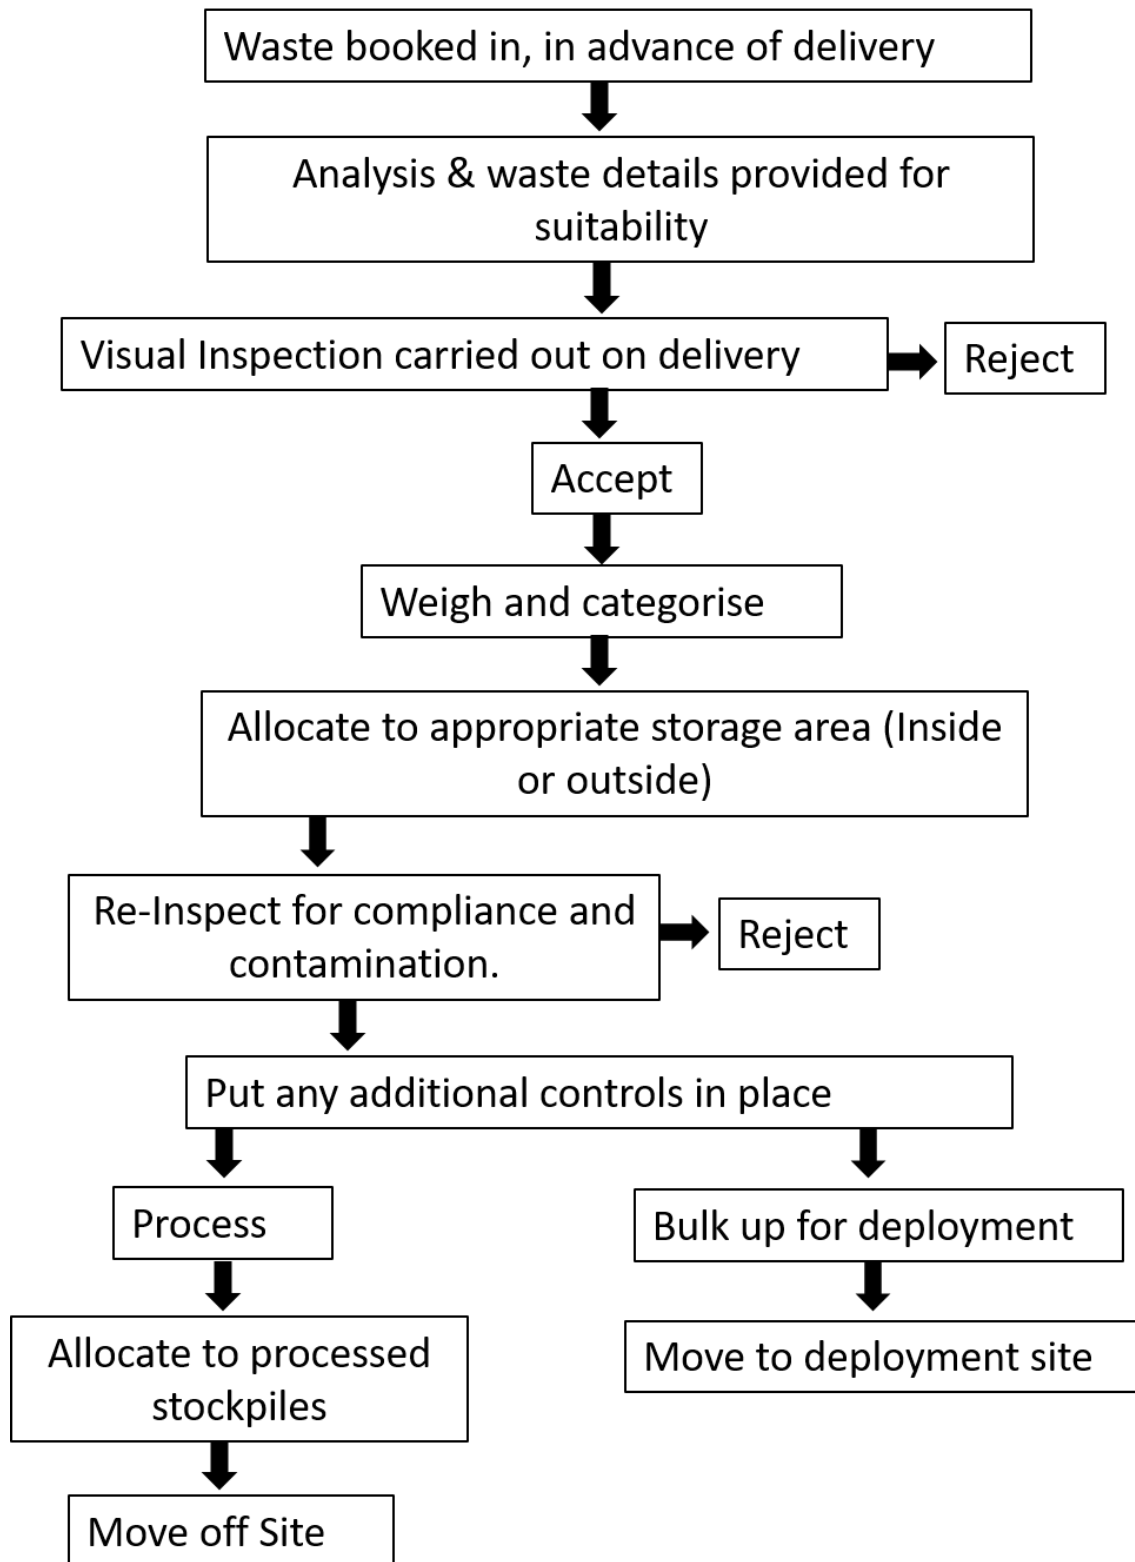 Waste booked in, in advance of delivery
Analysis & waste details provided for
suitability
Visual Inspection carried out on delivery
Reject
Accept
Weigh and categorise
Allocate to appropriate storage area (Inside
or outside)
Re-Inspect for compliance and
contamination.
Reject
Put any additional controls in place
Process
Bulk up for deployment
Allocate to processed
stockpiles
Move to deployment site
Move off Site